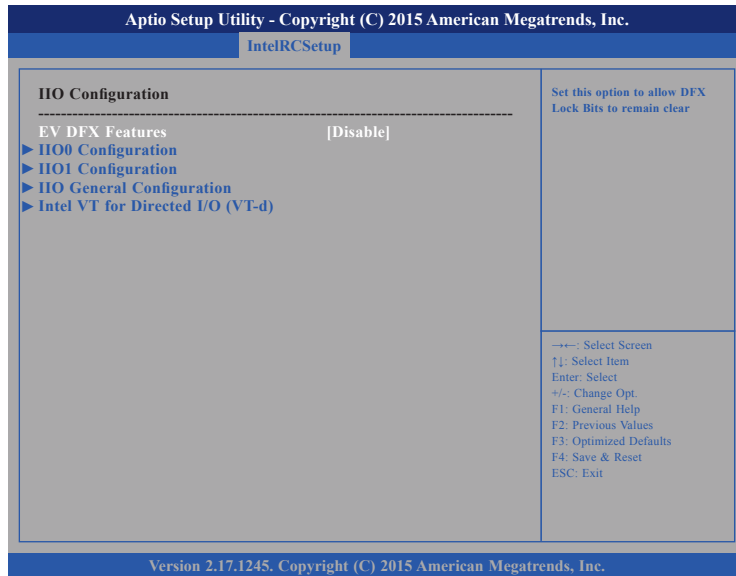 Aptio Setup Utility - Copyright (C) 2015 American Megatrends, Inc.
IntelRCSetup
IIO Configuration
--------------------------------------------------------------------------------
EV DFX Features [Disable]
▶ IIO0 Configuration
▶ IIO1 Configuration
▶ IIO General Configuration
▶ Intel VT for Directed I/O (VT-d)
Set this option to allow DFX
Lock Bits to remain clear
→←: Select Screen
↑↓: Select Item
Enter: Select
+/-: Change Opt.
F1: General Help
F2: Previous Values
F3: Optimized Defaults
F4: Save & Reset
ESC: Exit
Version 2.17.1245. Copyright (C) 2015 American Megatrends, Inc.